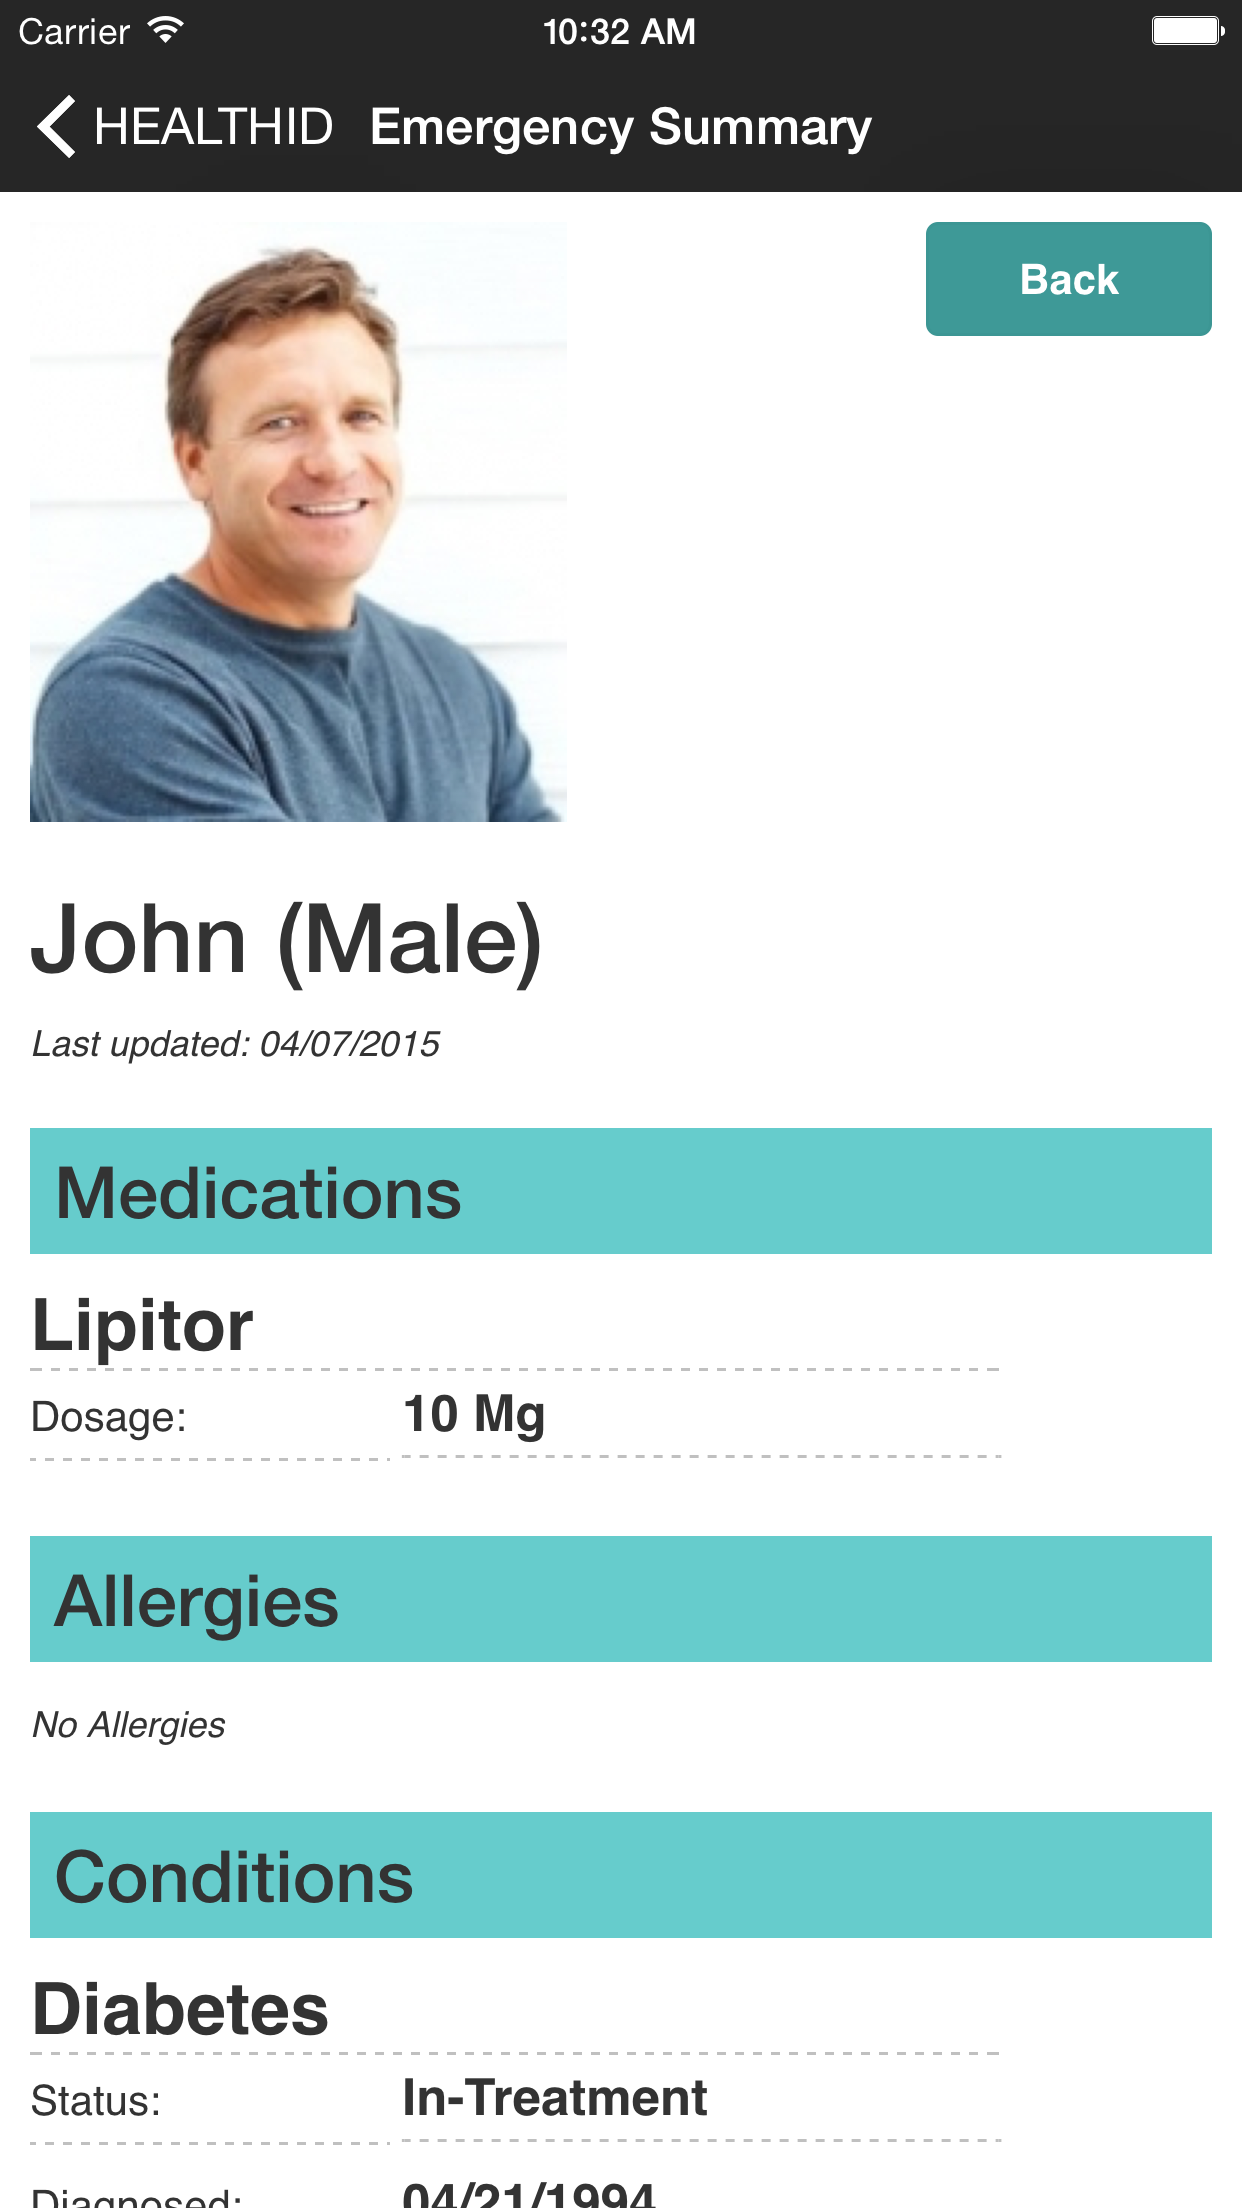 Carrier 10:32 AM
HEALTHID Emergency Summary
Back
John (Male)
Last updated: 04/07/2015
Medications
Lipitor
Dosage: 10 Mg
Allergies
No Allergies
Conditions
Diabetes
Status: In-Treatment
Diagnosed: 04/21/1994